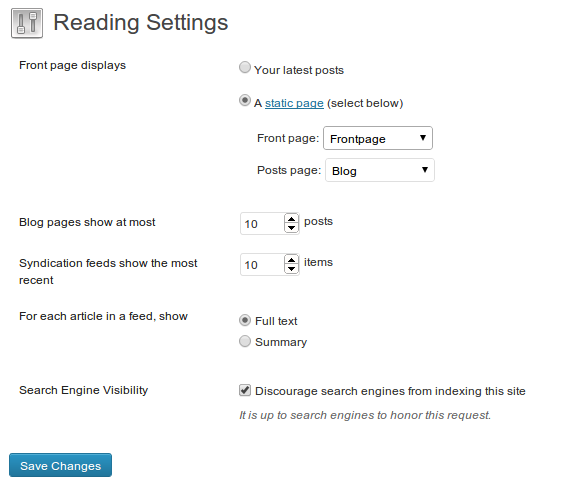 Reading Settings
Front page displays
Your latest posts
A static page (select below)
Front page: Frontpage
Posts page: Blog
Blog pages show at most
10 posts
Syndication feeds show the most
recent
10 items
For each article in a feed, show
Full text
Summary
Search Engine Visibility
Discourage search engines from indexing this site
It is up to search engines to honor this request.
Save Changes